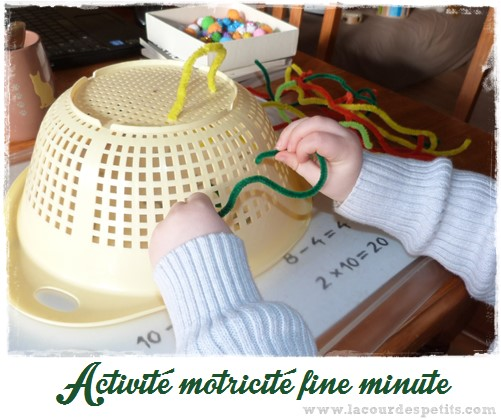 8 - 4 = 4
2 x 10 = 20
10 -
Activité motricité fine minute
www.lacourdespetits.com